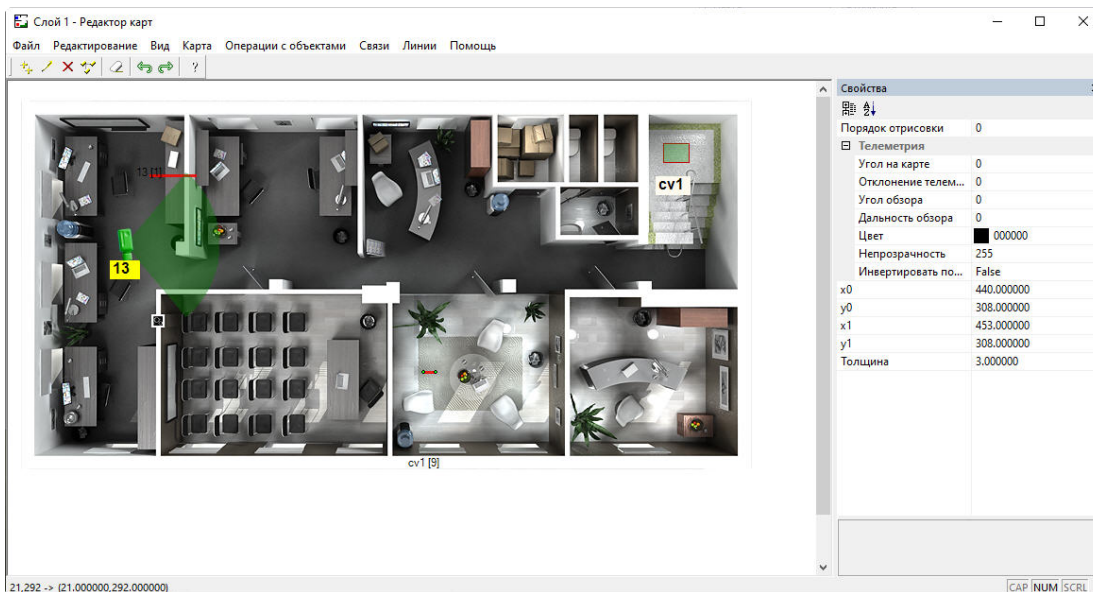 Слой 1 - Редактор карт
Файл Редактирование Вид Карта Операции с объектами Связи Линии Помощь
Свойства
Порядок отрисовки 0
Телеметрия
Угол на карте 0
Отклонение телем... 0
Угол обзора 0
Дальность обзора 0
Цвет 000000
Непрозрачность 255
Инвертировать по... False
x0 440.000000
y0 308.000000
x1 453.000000
y1 308.000000
Толщина 3.000000
13 [1]
cv1
13
cv1 [9]
21,292 -> (21.000000,292.000000)
CAP NUM SCRL